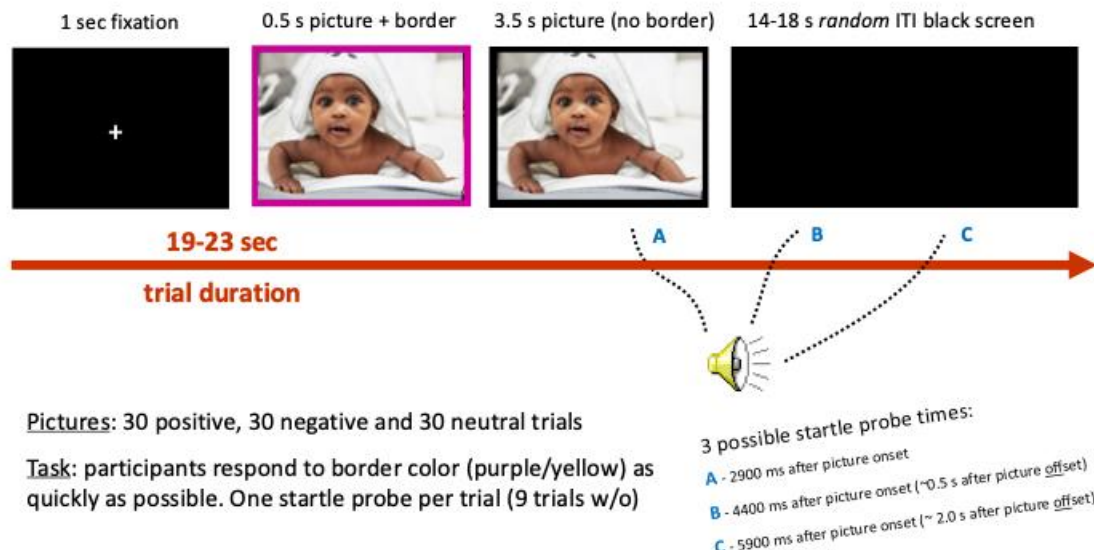 1 sec fixation
0.5 s picture + border
3.5 s picture (no border)
14-18 s random ITI black screen
+
A
B
C
19-23 sec
trial duration
Pictures: 30 positive, 30 negative and 30 neutral trials
Task: participants respond to border color (purple/yellow) as
quickly as possible. One startle probe per trial (9 trials w/o)
3 possible startle probe times:
A - 2900 ms after picture onset
B - 4400 ms after picture onset (~0.5 s after picture offset)
C - 5900 ms after picture onset (~ 2.0 s after picture offset)